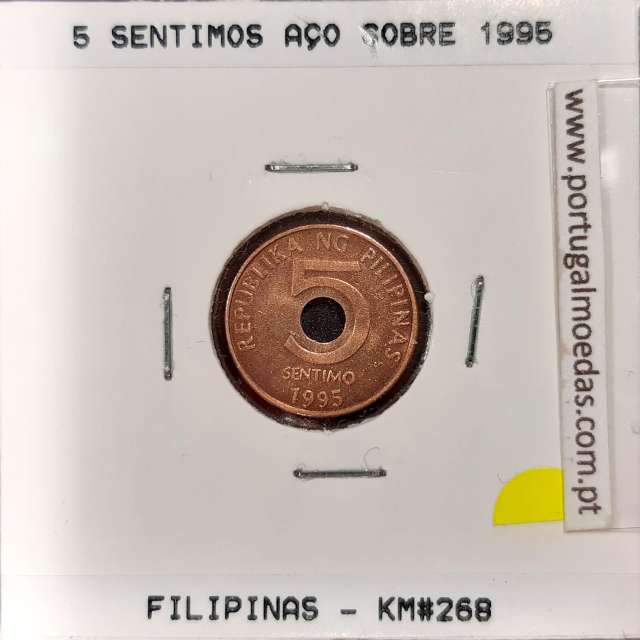 5 SENTIMOS AÇO SOBRE 1995
www.portugalmoedas.com.pt
REPUBLIKA NG PILIPINAS
5
SENTIMO
1995
FILIPINAS - KM#268